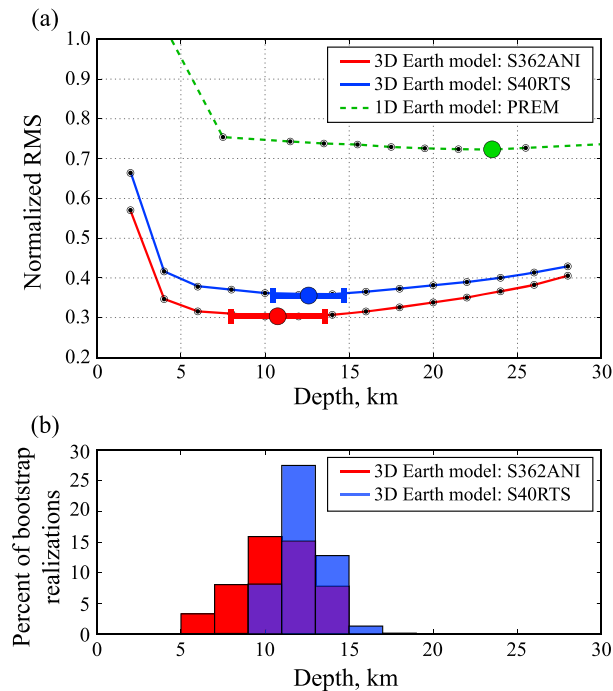 (a)
1.0
0.9
0.8
0.7
0.6
0.5
0.4
0.3
0.2
Normalized RMS
3D Earth model: S362ANI
3D Earth model: S40RTS
1D Earth model: PREM
0 5 10 15 20 25 30
Depth, km
(b)
30
25
20
15
10
5
0
Percent of bootstrap
realizations
3D Earth model: S362ANI
3D Earth model: S40RTS
0 5 10 15 20 25 30
Depth, km